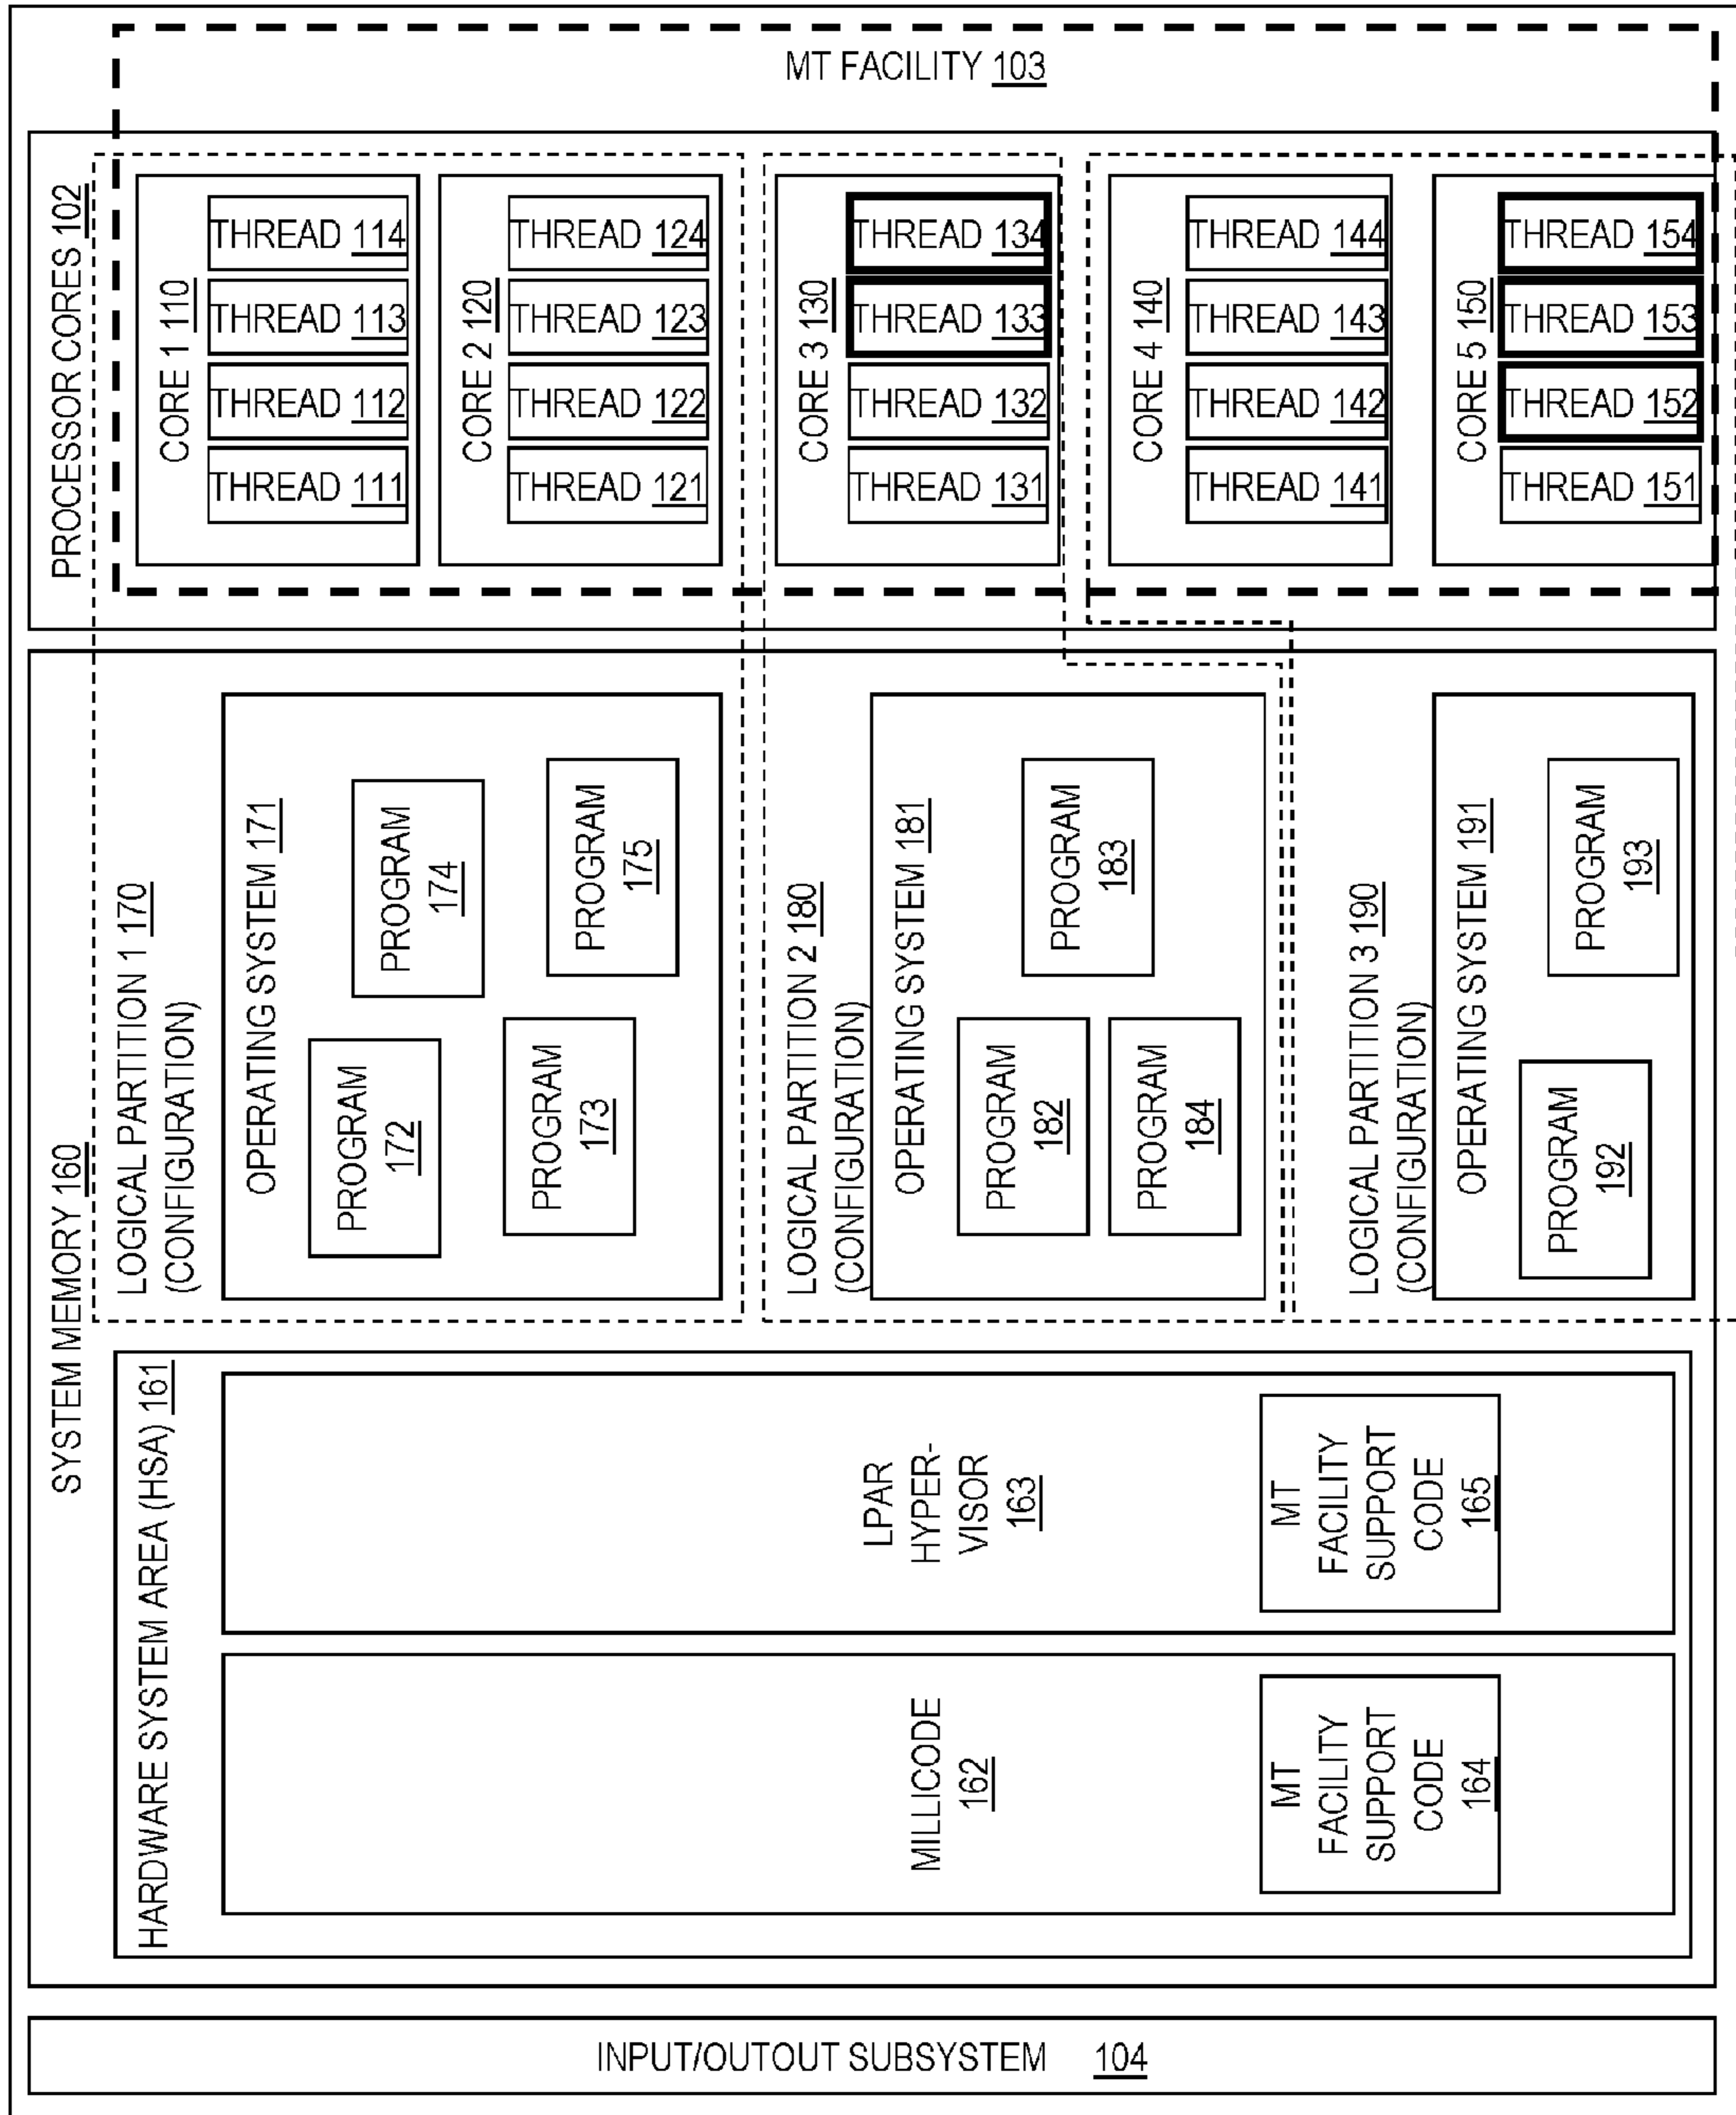 MT FACILITY 103
PROCESSOR CORES 102
CORE 1 110
THREAD 111
THREAD 112
THREAD 113
THREAD 114
CORE 2 120
THREAD 121
THREAD 122
THREAD 123
THREAD 124
CORE 3 130
THREAD 131
THREAD 132
THREAD 133
THREAD 134
CORE 4 140
THREAD 141
THREAD 142
THREAD 143
THREAD 144
CORE 5 150
THREAD 151
THREAD 152
THREAD 153
THREAD 154
SYSTEM MEMORY 160
LOGICAL PARTITION 1 170
(CONFIGURATION)
OPERATING SYSTEM 171
PROGRAM
172
PROGRAM
174
PROGRAM
173
PROGRAM
175
LOGICAL PARTITION 2 180
(CONFIGURATION)
OPERATING SYSTEM 181
PROGRAM
182
PROGRAM
183
PROGRAM
184
LOGICAL PARTITION 3 190
(CONFIGURATION)
OPERATING SYSTEM 191
PROGRAM
192
PROGRAM
193
HARDWARE SYSTEM AREA (HSA) 161
LPAR
HYPER-
VISOR
163
MT
FACILITY
SUPPORT
CODE
165
MILLICODE
162
MT
FACILITY
SUPPORT
CODE
164
INPUT/OUTOUT SUBSYSTEM 104